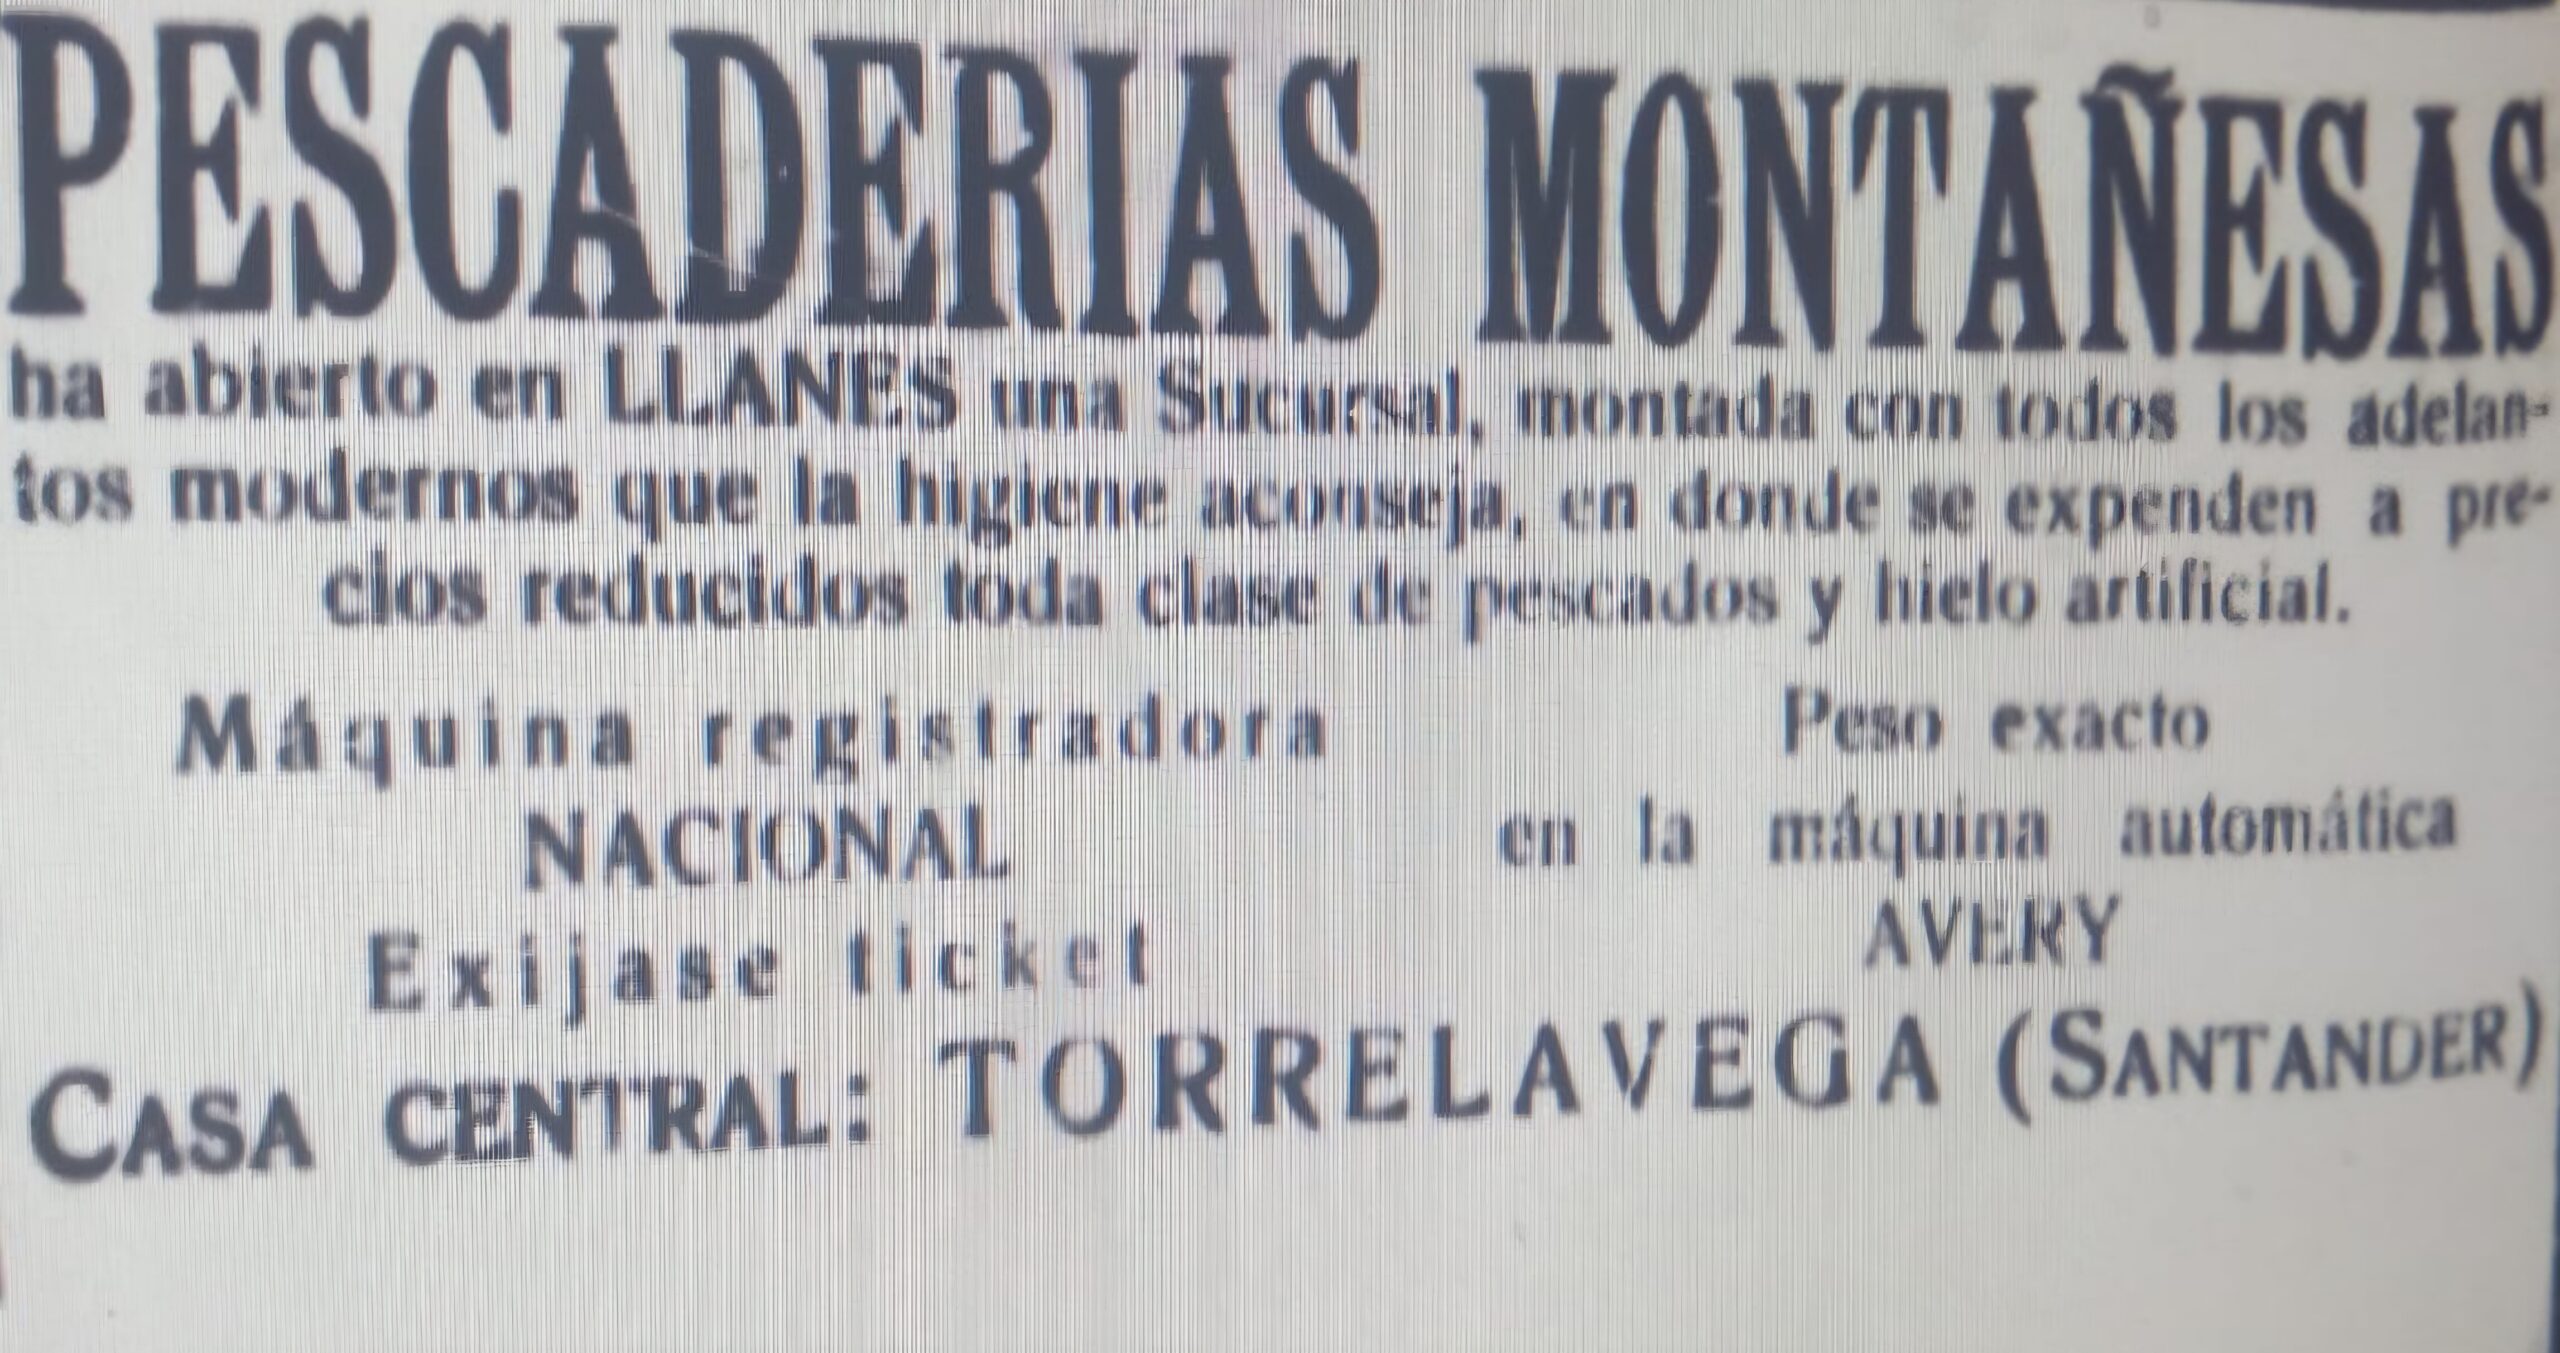 PESCADERIAS MONTAÑESAS
ha abierto en LLANES una Sucursal, montada con todos los adelan-
tos modernos que la higiene aconseja, en donde se expenden a pre-
cios reducidos toda clase de pescados y hielo artificial.
Máquina registradora
NACIONAL
Exijase ticket
Peso exacto
en la máquina automática
AVERY
CASA CENTRAL: TORRELAVEGA (SANTANDER)